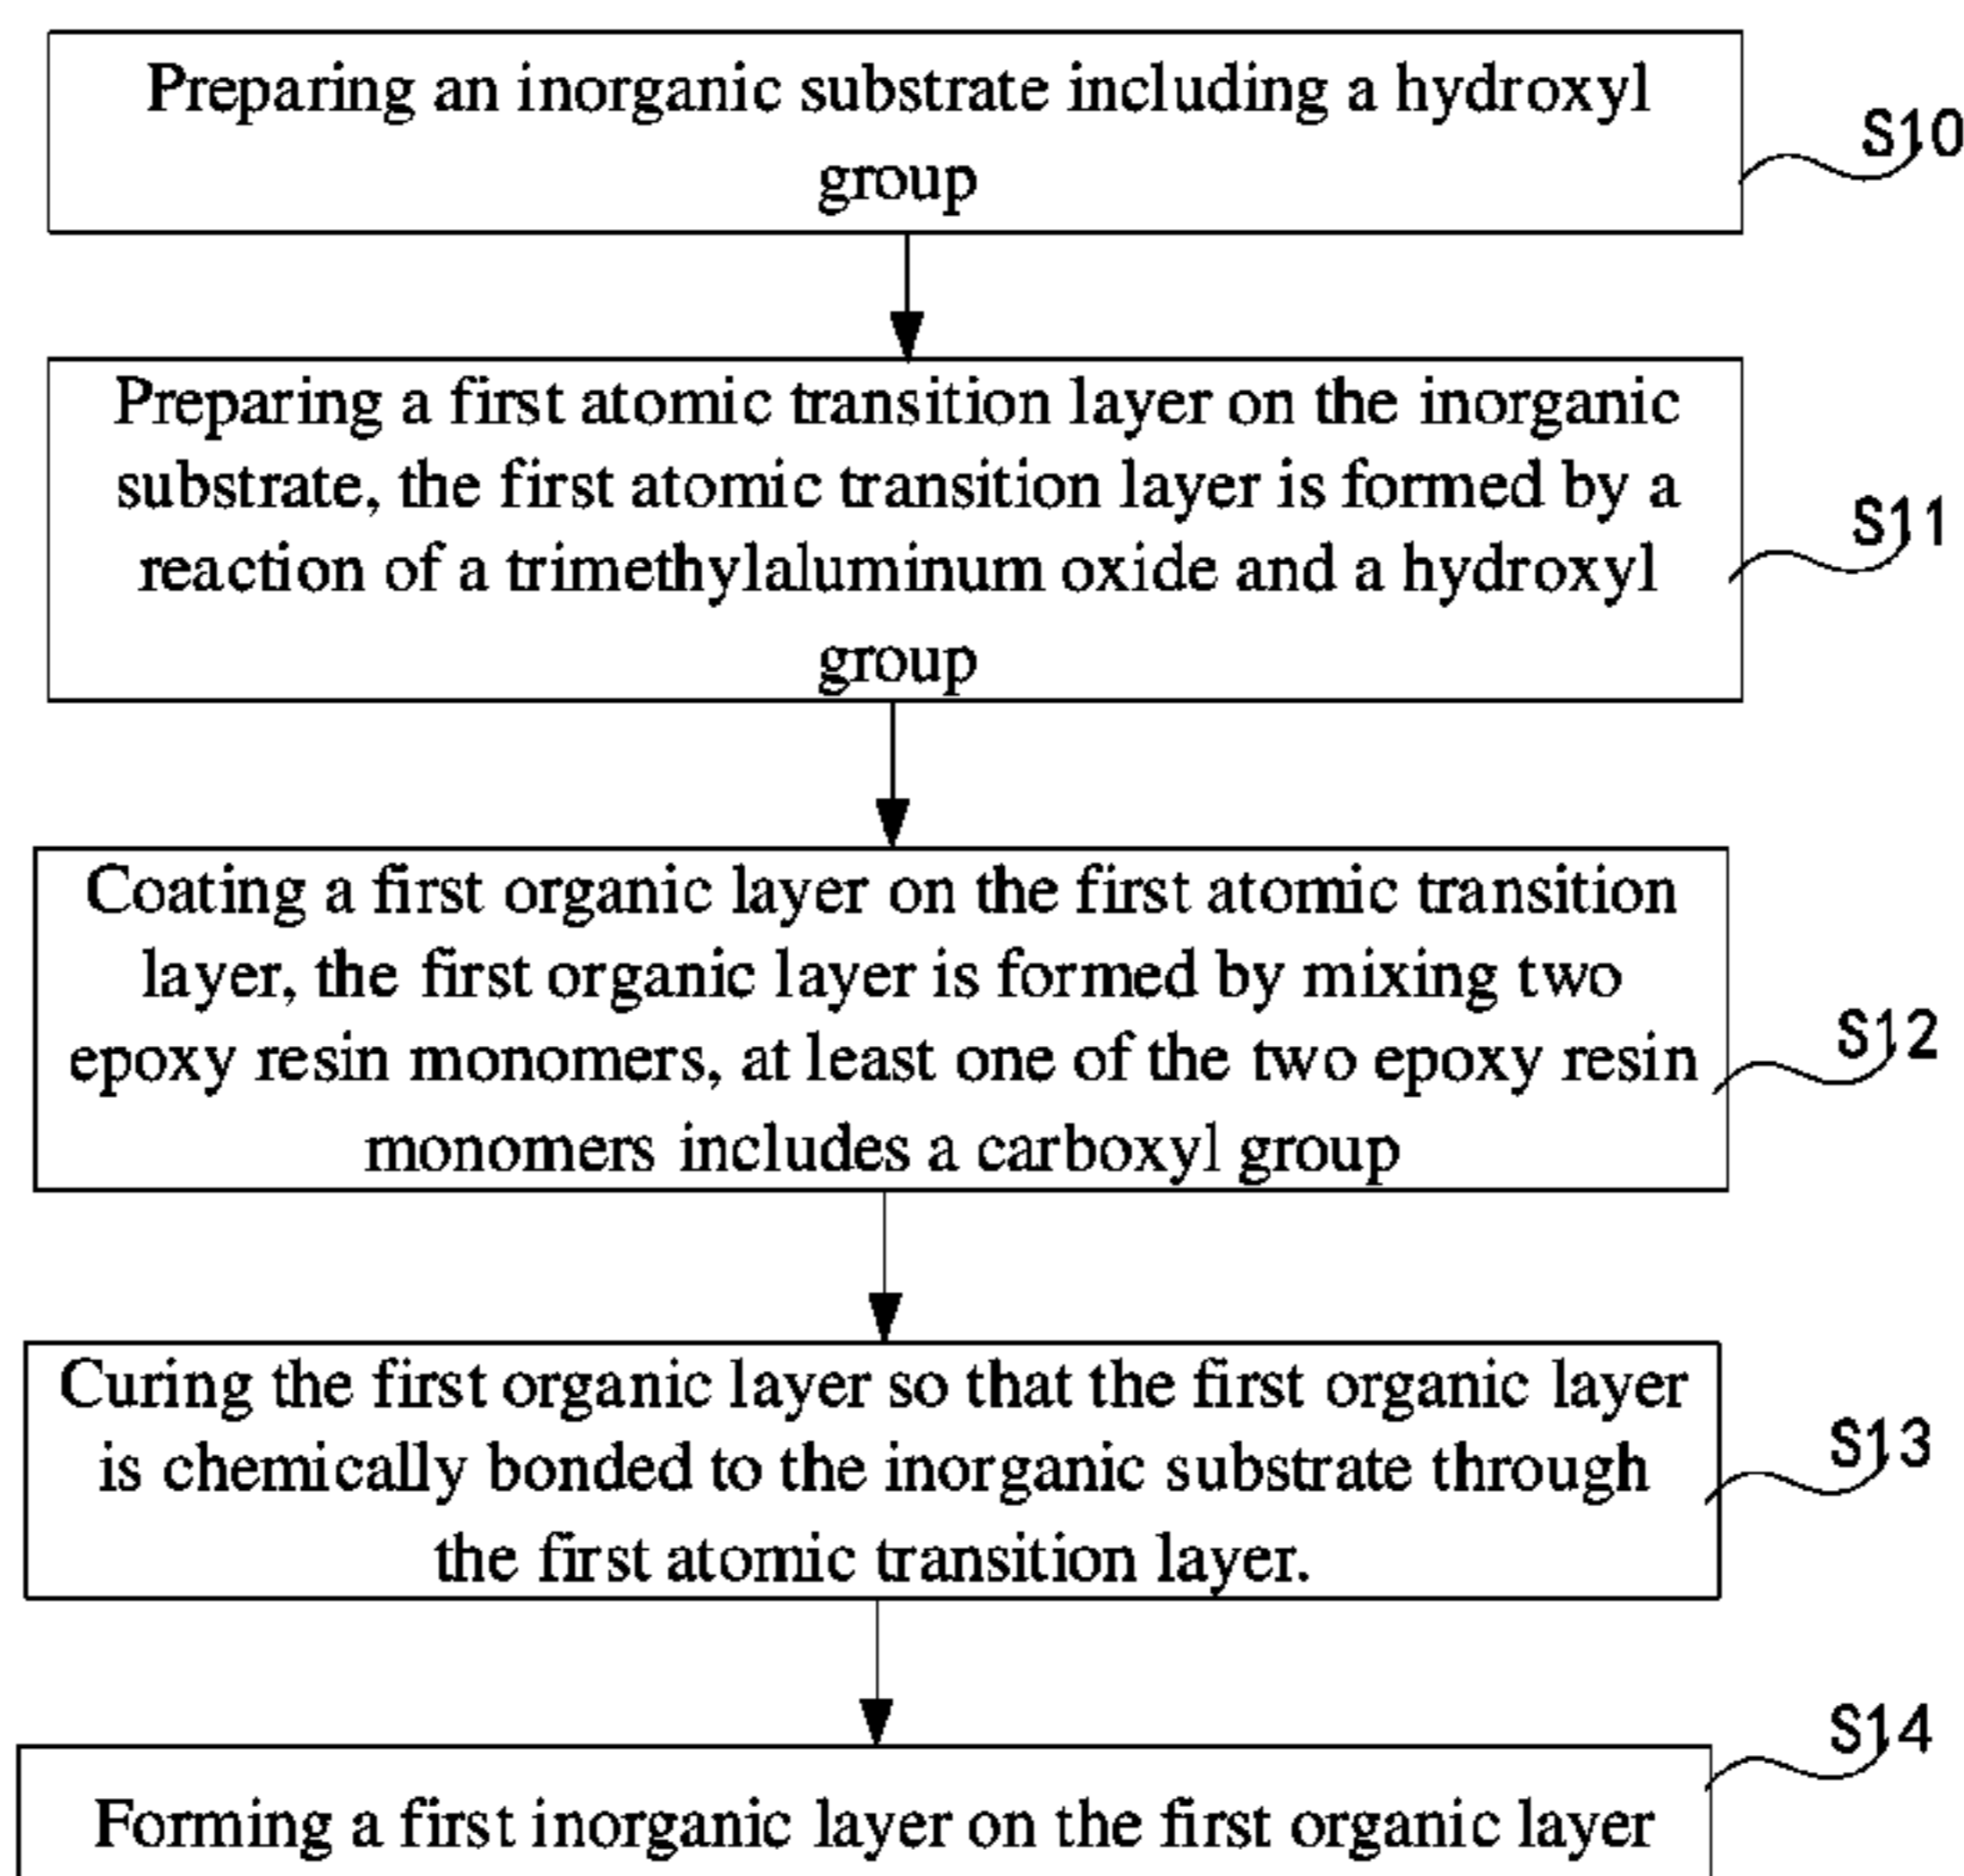 Preparing an inorganic substrate including a hydroxyl
group
S10
Preparing a first atomic transition layer on the inorganic
substrate, the first atomic transition layer is formed by a
reaction of a trimethylaluminum oxide and a hydroxyl
group
S11
Coating a first organic layer on the first atomic transition
layer, the first organic layer is formed by mixing two
epoxy resin monomers, at least one of the two epoxy resin
monomers includes a carboxyl group
S12
Curing the first organic layer so that the first organic layer
is chemically bonded to the inorganic substrate through
the first atomic transition layer.
S13
S14
Forming a first inorganic layer on the first organic layer